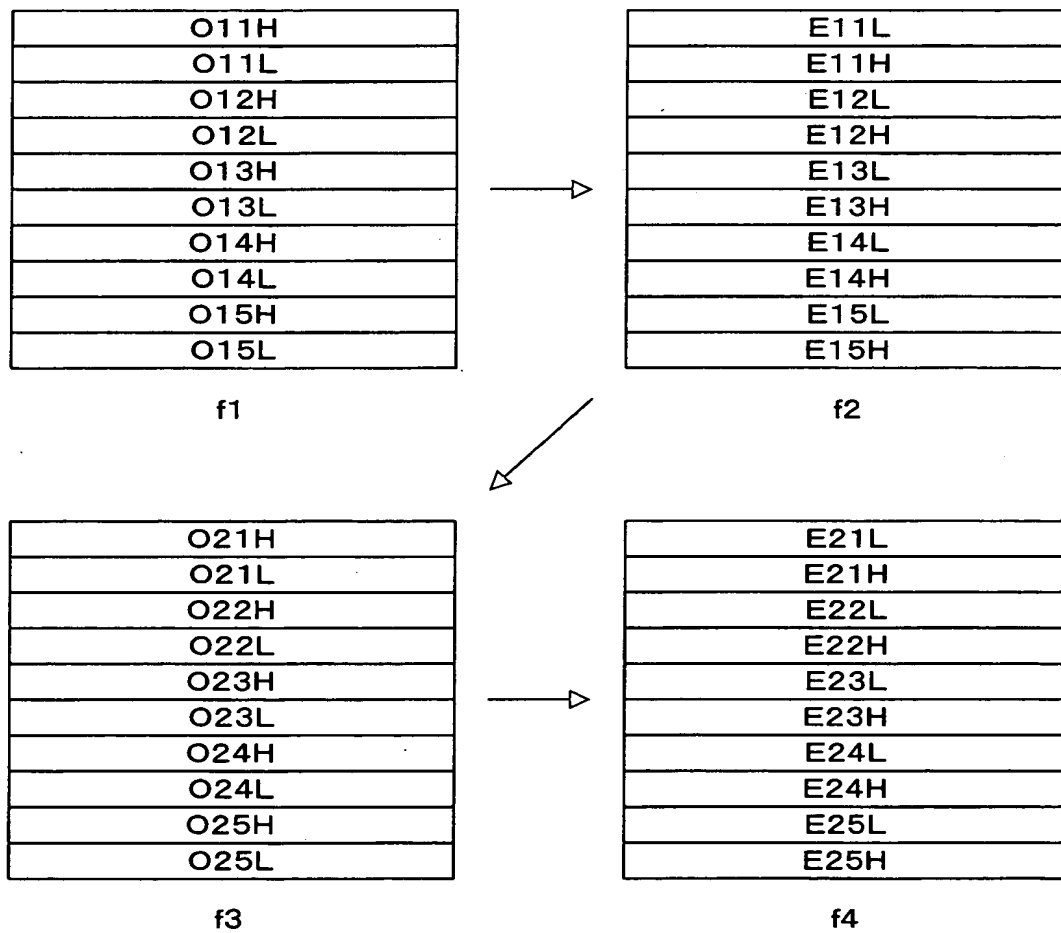 O11H
O11L
O12H
O12L
O13H
O13L
O14H
O14L
O15H
O15L
f1
E11L
E11H
E12L
E12H
E13L
E13H
E14L
E14H
E15L
E15H
f2
O21H
O21L
O22H
O22L
O23H
O23L
O24H
O24L
O25H
O25L
f3
E21L
E21H
E22L
E22H
E23L
E23H
E24L
E24H
E25L
E25H
f4